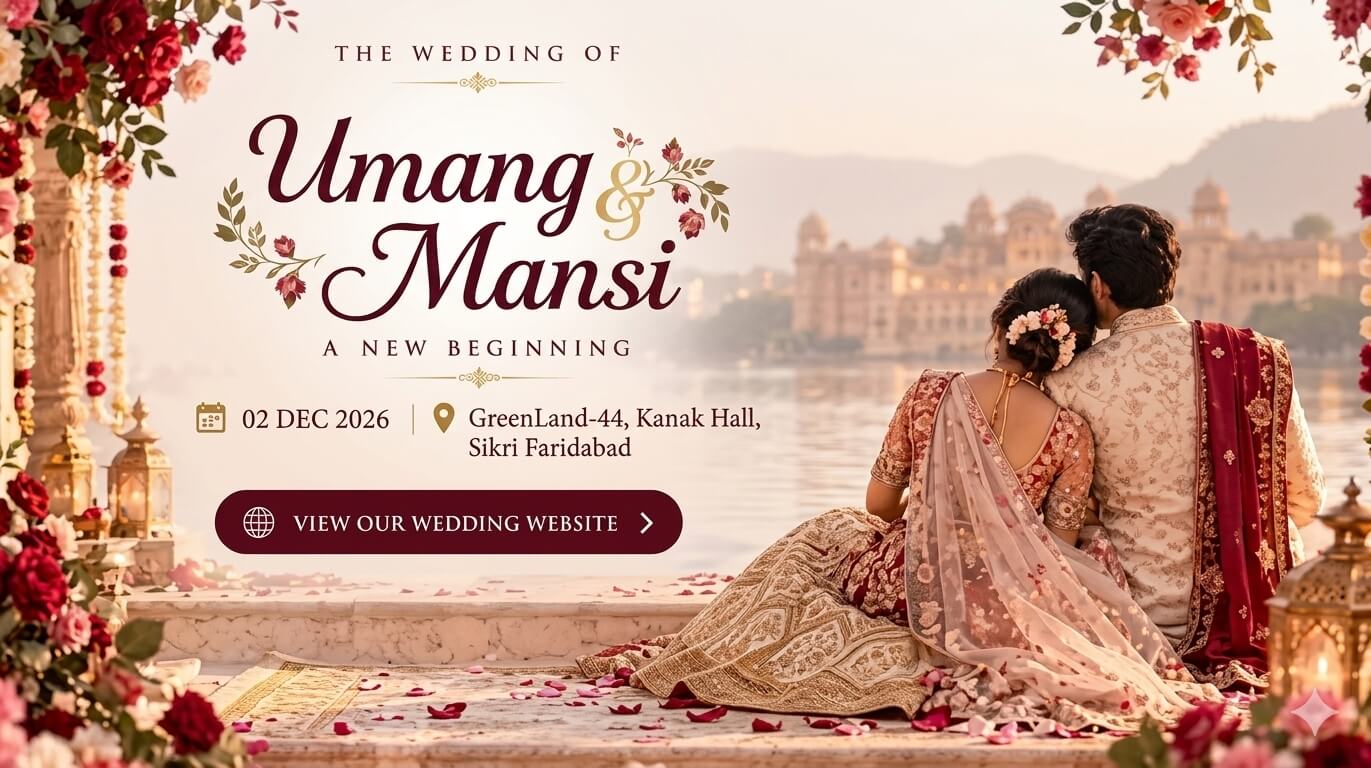 THE WEDDING OF
Umang &
Mansi
A NEW BEGINNING
02 DEC 2026
GreenLand-44, Kanak Hall,
Sikri Faridabad
VIEW OUR WEDDING WEBSITE